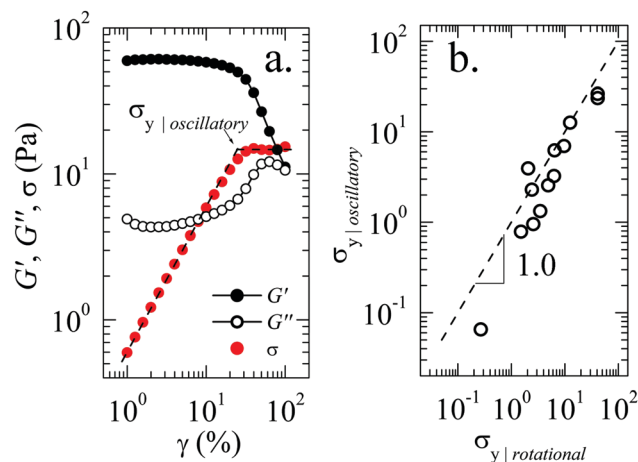 a.
10²
10¹
10⁰
G′, G″, σ (Pa)
σy | oscillatory
G′
G″
σ
10⁰ 10¹ 10²
γ (%)
b.
10²
10¹
10⁰
10⁻¹
σy | oscillatory
1.0
10⁻¹ 10⁰ 10¹ 10²
σy | rotational